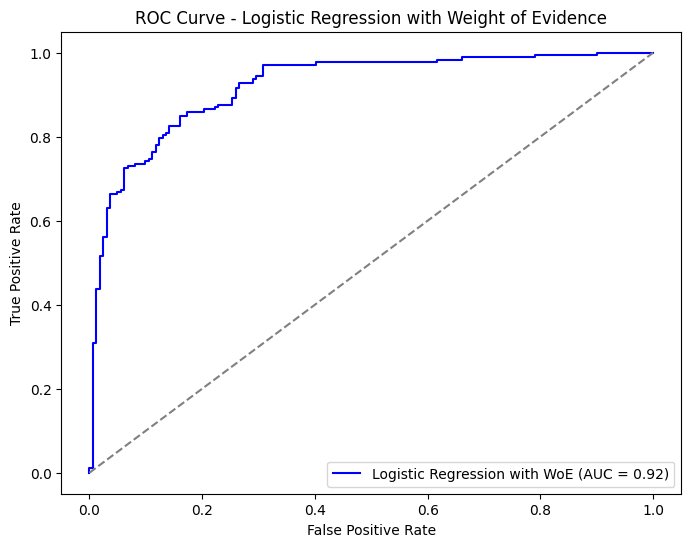 ROC Curve - Logistic Regression with Weight of Evidence
True Positive Rate
1.0
0.8
0.6
0.4
0.2
0.0
Logistic Regression with WoE (AUC = 0.92)
0.0 0.2 0.4 0.6 0.8 1.0
False Positive Rate